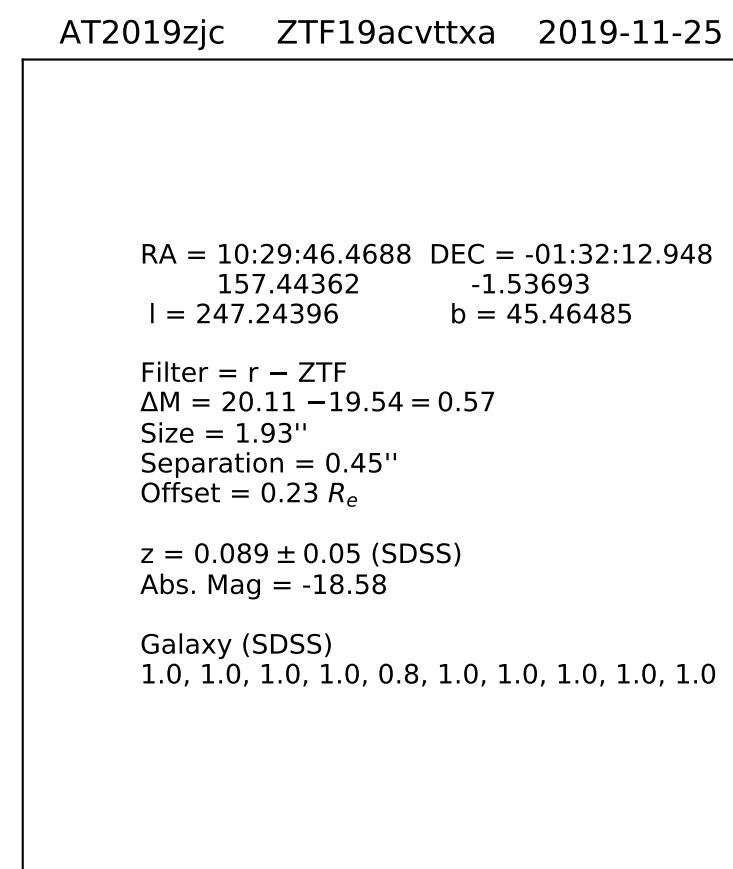 AT2019zjc ZTF19acvttxa 2019-11-25
RA = 10:29:46.4688 DEC = -01:32:12.948
157.44362 -1.53693
l = 247.24396 b = 45.46485
Filter = r − ZTF
ΔM = 20.11 −19.54 = 0.57
Size = 1.93''
Separation = 0.45''
Offset = 0.23 Rₑ
z = 0.089 ± 0.05 (SDSS)
Abs. Mag = -18.58
Galaxy (SDSS)
1.0, 1.0, 1.0, 1.0, 0.8, 1.0, 1.0, 1.0, 1.0, 1.0